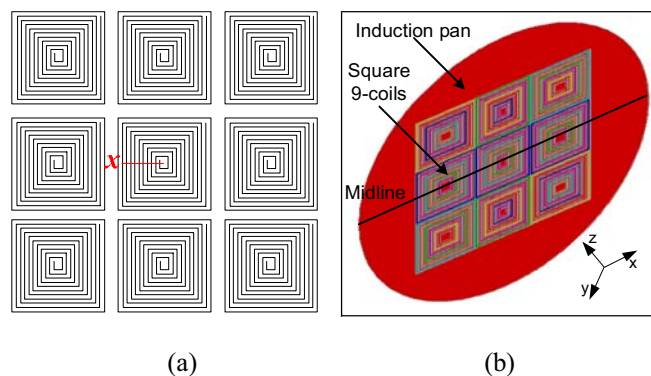 x
Induction pan
Square
9-coils
Midline
z
x
y
(a)
(b)